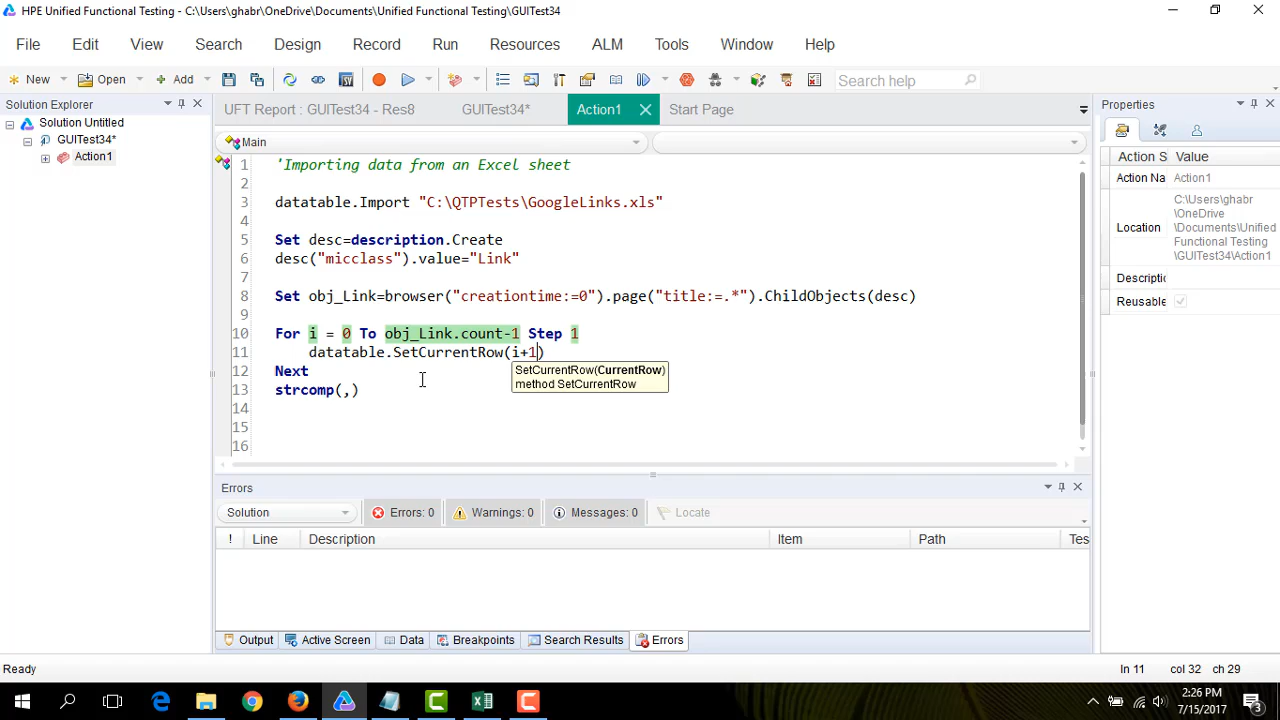 HPE Unified Functional Testing - C:\Users\ghabr\OneDrive\Documents\Unified Functional Testing\GUITest34
File Edit View Search Design Record Run Resources ALM Tools Window Help
New Open Add Search help
Solution Explorer
Solution Untitled
GUITest34*
Action1
UFT Report : GUITest34 - Res8 GUITest34* Action1 Start Page
Main
1 'Importing data from an Excel sheet
2
3 datatable.Import "C:\QTPTests\GoogleLinks.xls"
4
5 Set desc=description.Create
6 desc("micclass").value="Link"
7
8 Set obj_Link=browser("creationtime:=0").page("title:=.*").ChildObjects(desc)
9
10 For i = 0 To obj_Link.count-1 Step 1
11 datatable.SetCurrentRow(i+1)
12 Next
13 strcomp(,)
14
15
16
SetCurrentRow(CurrentRow)
method SetCurrentRow
Properties
Action S Value
Action Na Action1
Location C:\Users\ghabr
\OneDrive
\Documents\Unified
Functional Testing
\GUITest34\Action1
Descriptio
Reusable
Errors
Solution Errors: 0 Warnings: 0 Messages: 0 Locate
! Line Description Item Path Tes
Output Active Screen Data Breakpoints Search Results Errors
Ready Ln 11 col 32 ch 29
2:26 PM
7/15/2017
3